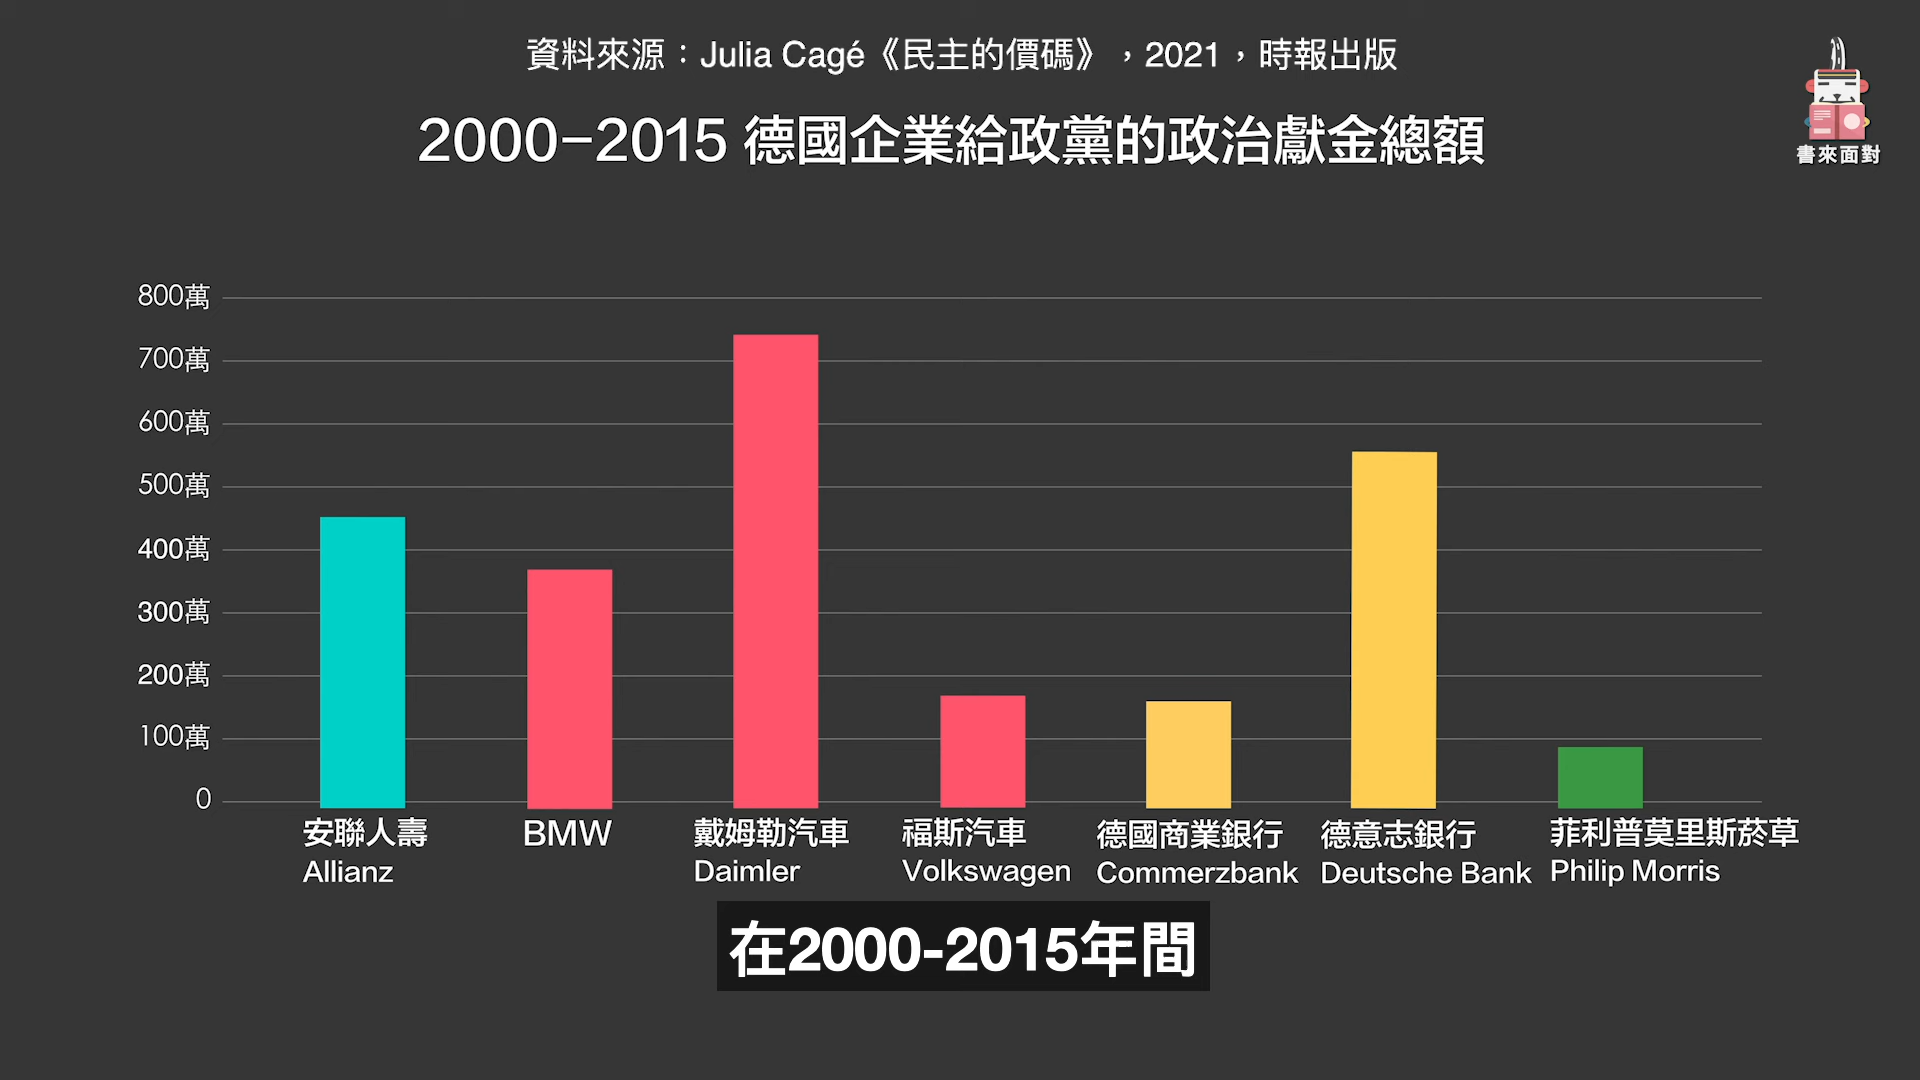 資料來源：Julia Cagé《民主的價碼》，2021，時報出版
2000-2015 德國企業給政黨的政治獻金總額
書來面對
800萬
700萬
600萬
500萬
400萬
300萬
200萬
100萬
0
安聯人壽
Allianz
BMW
戴姆勒汽車
Daimler
福斯汽車
Volkswagen
德國商業銀行
Commerzbank
德意志銀行
Deutsche Bank
菲利普莫里斯菸草
Philip Morris
在2000-2015年間